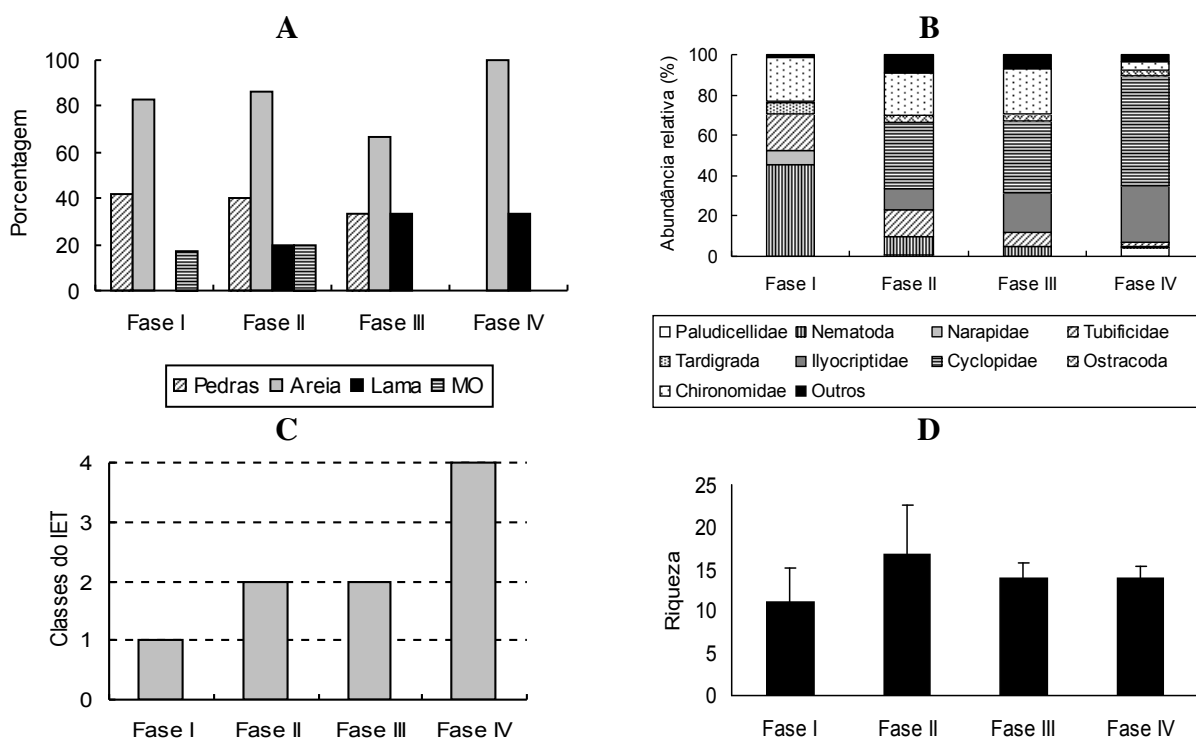 A
Porcentagem
100
80
60
40
20
0
Fase I Fase II Fase III Fase IV
Pedras Areia Lama MO
B
Abundância relativa (%)
100
80
60
40
20
0
Fase I Fase II Fase III Fase IV
Paludicellidae Nematoda Narapidae Tubificidae
Tardigrada Ilyocriptidae Cyclopidae Ostracoda
Chironomidae Outros
C
Classes do IET
4
3
2
1
0
Fase I Fase II Fase III Fase IV
D
Riqueza
25
20
15
10
5
0
Fase I Fase II Fase III Fase IV